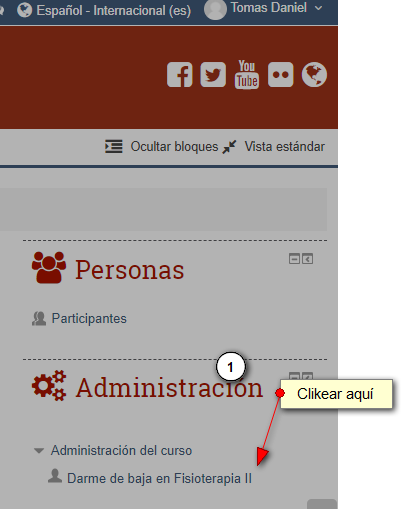 Español - Internacional (es) Tomas Daniel
You
Tube
Ocultar bloques Vista estándar
Personas
Participantes
1
Administración
Clikear aquí
Administración del curso
Darme de baja en Fisioterapia II